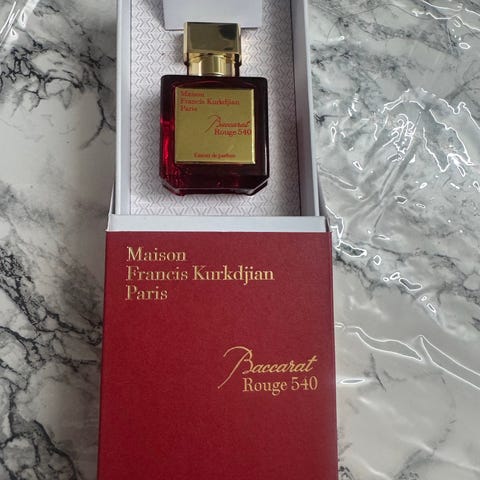 Maison
Francis Kurkdjian
Paris
Baccarat
Rouge 540
Extrait de parfum
Maison
Francis Kurkdjian
Paris
Baccarat
Rouge 540